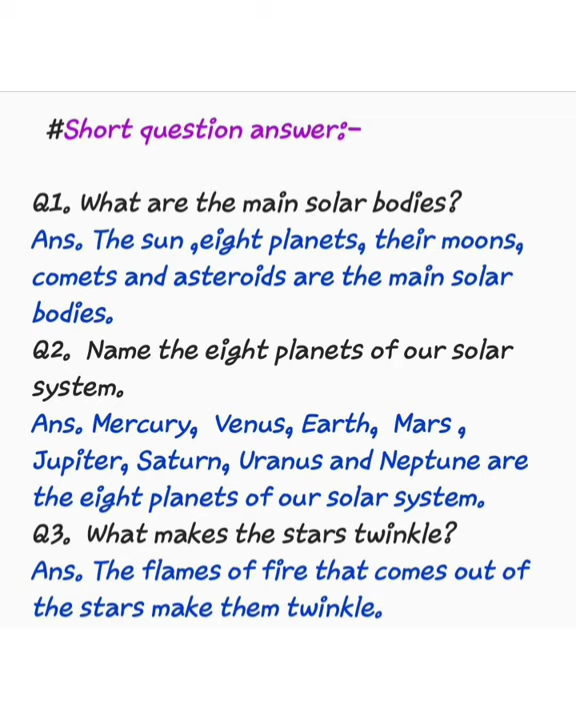 #Short question answer:-
Q1. What are the main solar bodies?
Ans. The sun ,eight planets, their moons,
comets and asteroids are the main solar
bodies.
Q2. Name the eight planets of our solar
system.
Ans. Mercury, Venus, Earth, Mars ,
Jupiter, Saturn, Uranus and Neptune are
the eight planets of our solar system.
Q3. What makes the stars twinkle?
Ans. The flames of fire that comes out of
the stars make them twinkle.